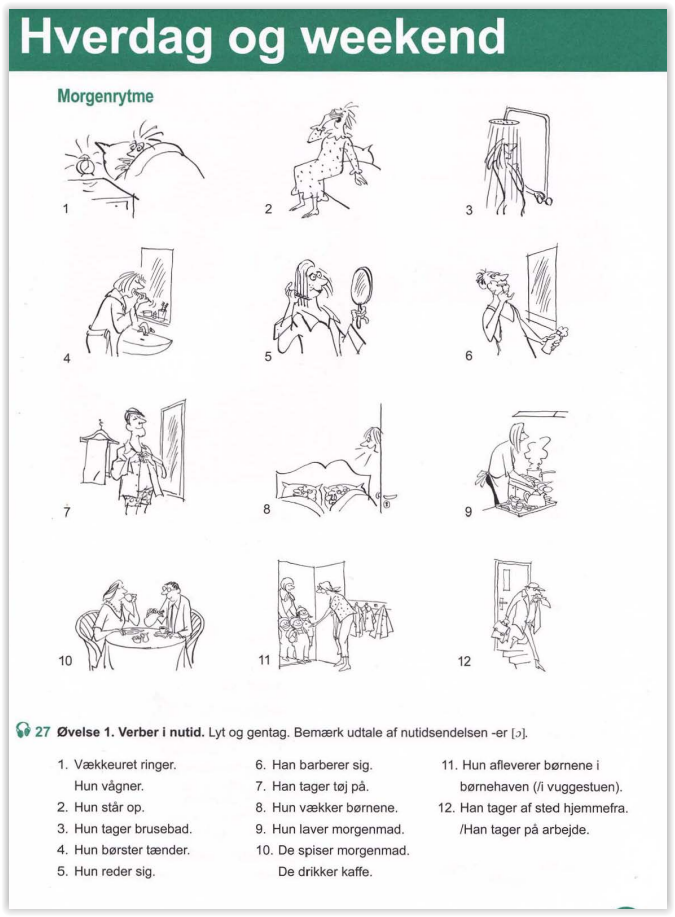 Hverdag og weekend
Morgenrytme
1
2
3
4
5
6
7
8
9
10
11
12
27 Øvelse 1. Verber i nutid. Lyt og gentag. Bemærk udtale af nutidsendelsen -er [ɔ].
1. Vækkeuret ringer.
Hun vågner.
2. Hun står op.
3. Hun tager brusebad.
4. Hun børster tænder.
5. Hun reder sig.
6. Han barberer sig.
7. Han tager tøj på.
8. Hun vækker børnene.
9. Hun laver morgenmad.
10. De spiser morgenmad.
De drikker kaffe.
11. Hun afleverer børnene i
børnehaven (/i vuggestuen).
12. Han tager af sted hjemmefra.
/Han tager på arbejde.